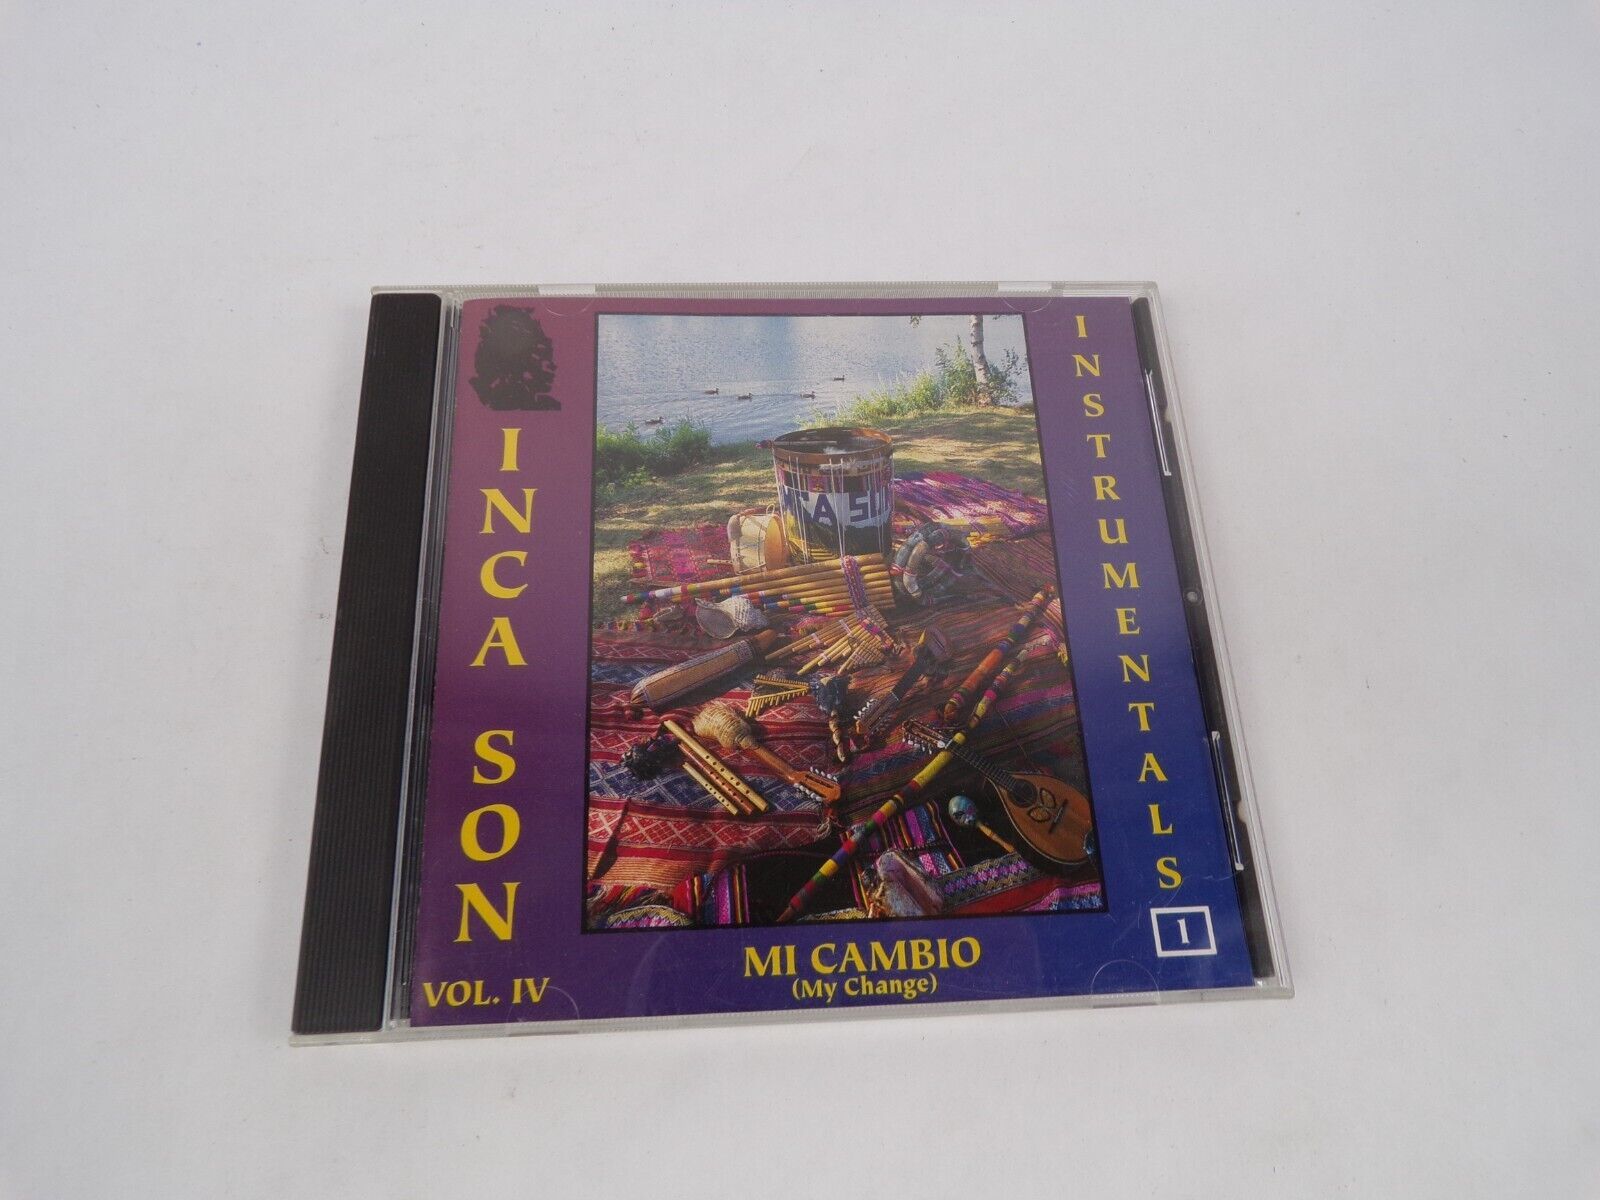 INCA SON
VOL. IV
INSTRUMENTALS
1
MI CAMBIO
(My Change)